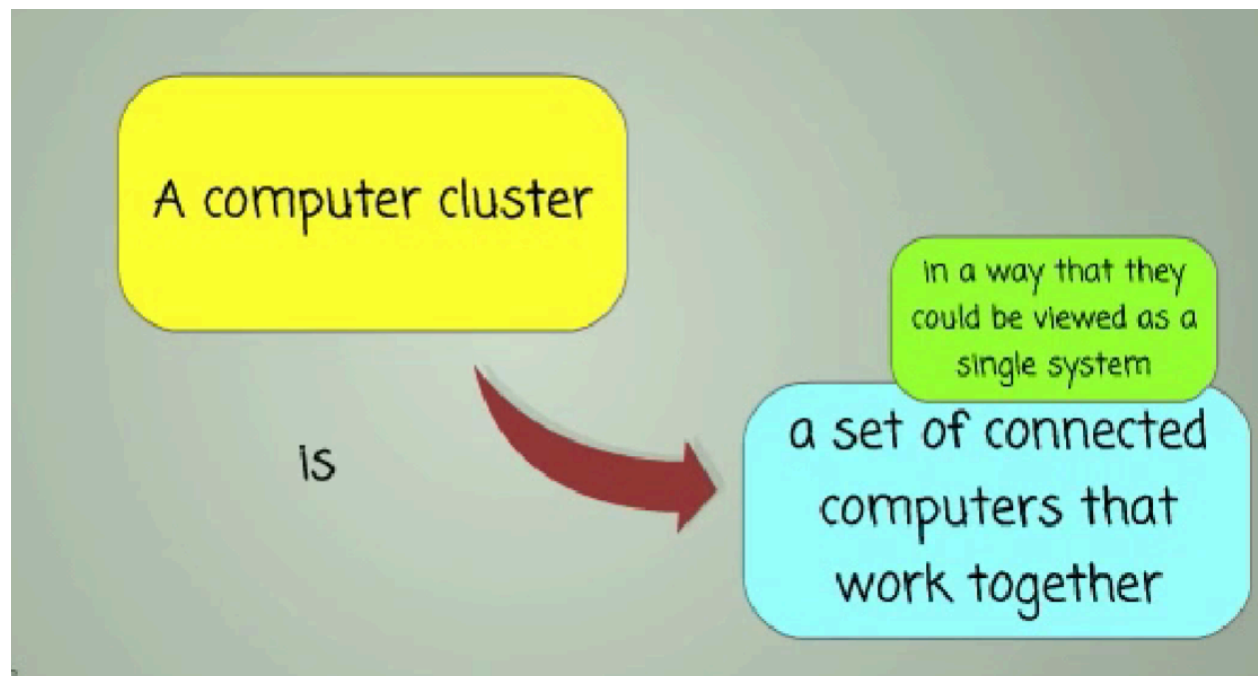 A computer cluster
is
a set of connected
computers that
work together
in a way that they
could be viewed as a
single system